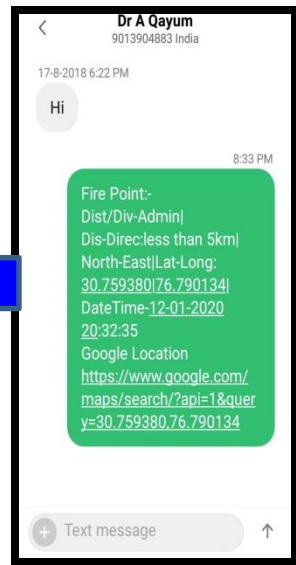 Dr A Qayum
9013904883 India
17-8-2018 6:22 PM
Hi
8:33 PM
Fire Point:-
Dist/Div-Admin|
Dis-Direc:less than 5km|
North-East|Lat-Long:
30.759380|76.790134|
DateTime-12-01-2020
20:32:35
Google Location
https://www.google.com/
maps/search/?api=1&quer
y=30.759380,76.790134
Text message